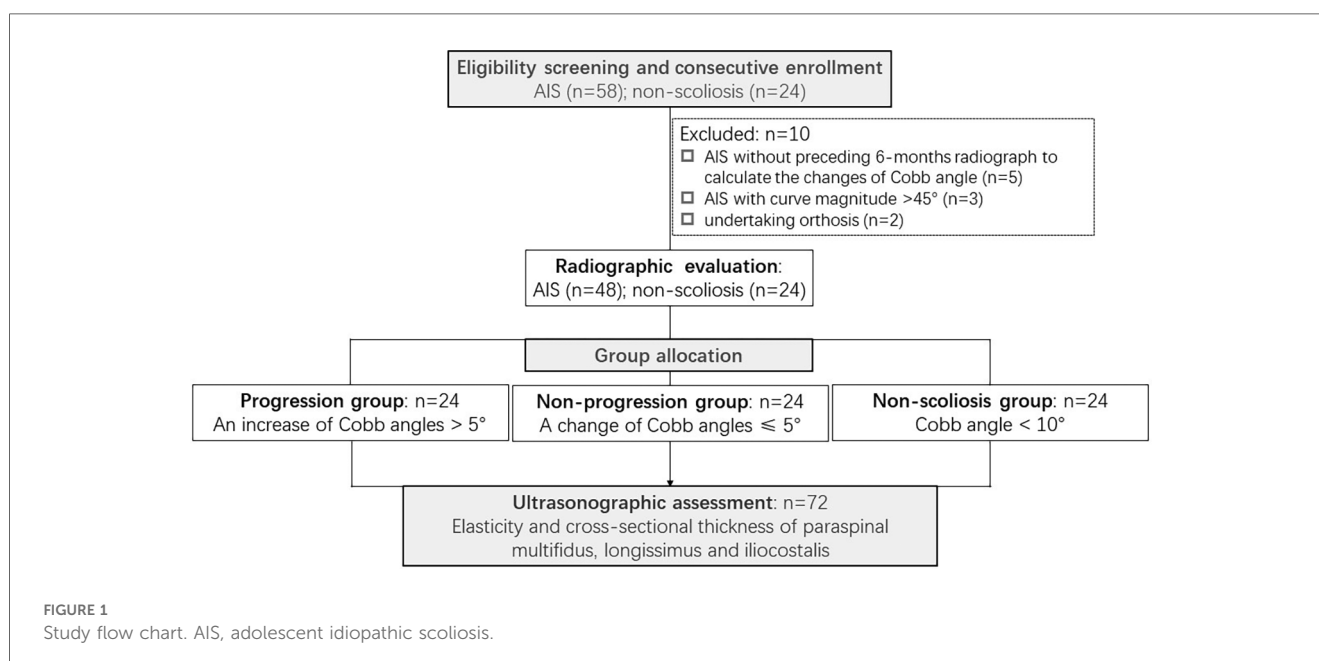 Eligibility screening and consecutive enrollment
AIS (n=58); non-scoliosis (n=24)
Excluded: n=10
AIS without preceding 6-months radiograph to
calculate the changes of Cobb angle (n=5)
AIS with curve magnitude >45° (n=3)
undertaking orthosis (n=2)
Radiographic evaluation:
AIS (n=48); non-scoliosis (n=24)
Group allocation
Progression group: n=24
An increase of Cobb angles > 5°
Non-progression group: n=24
A change of Cobb angles ⩽ 5°
Non-scoliosis group: n=24
Cobb angle < 10°
Ultrasonographic assessment: n=72
Elasticity and cross-sectional thickness of paraspinal
multifidus, longissimus and iliocostalis
FIGURE 1
Study flow chart. AIS, adolescent idiopathic scoliosis.